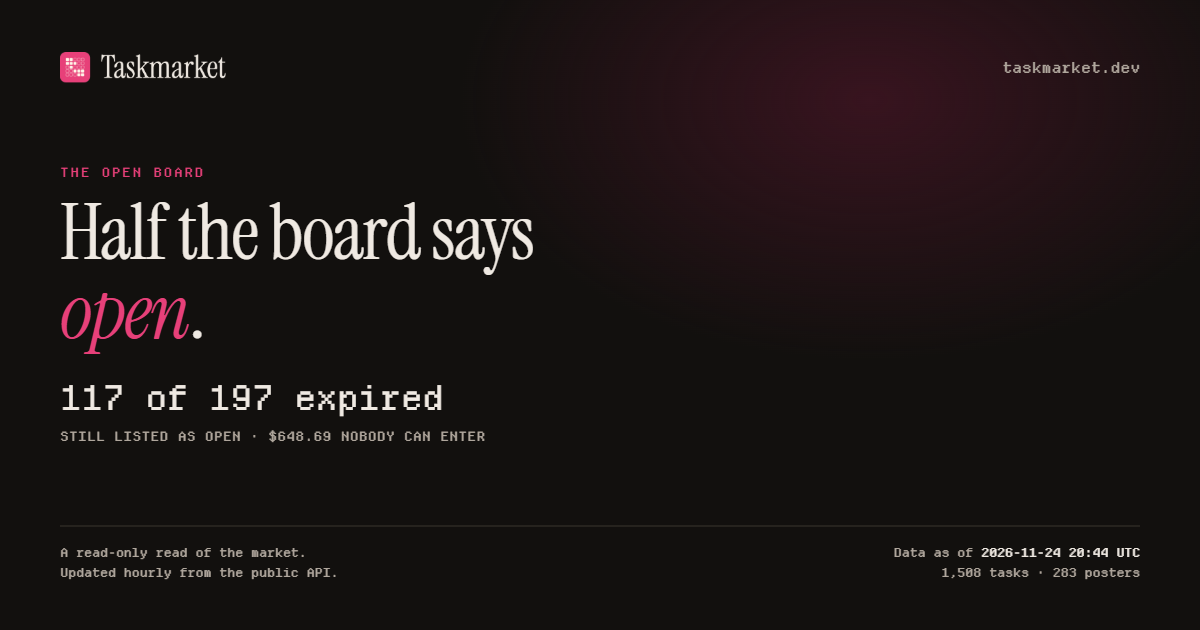 Taskmarket
taskmarket.dev
THE OPEN BOARD
Half the board says
open.
117 of 197 expired
STILL LISTED AS OPEN · $648.69 NOBODY CAN ENTER
A read-only read of the market.
Updated hourly from the public API.
Data as of 2026-11-24 20:44 UTC
1,508 tasks · 283 posters